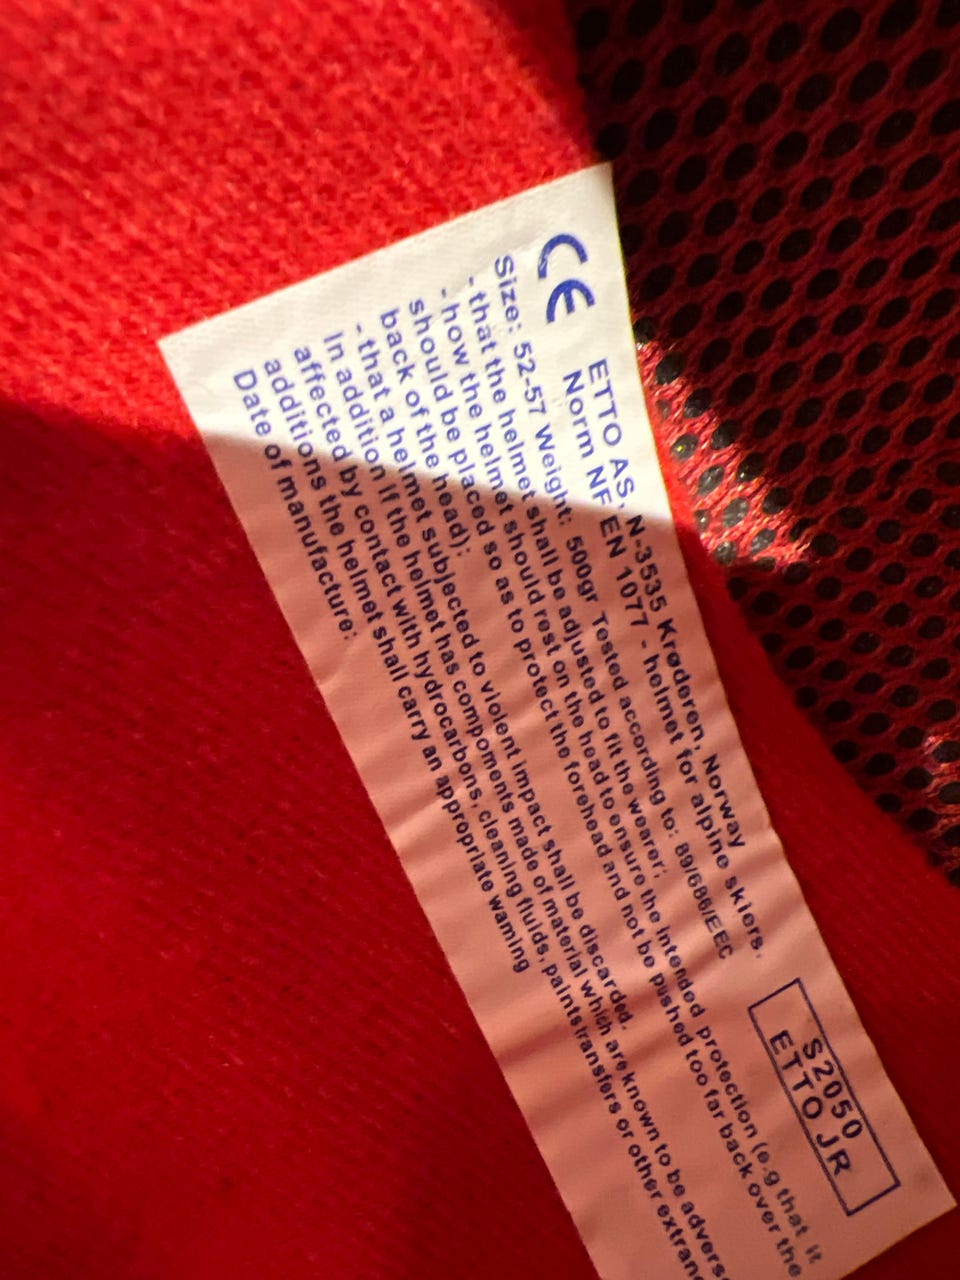 CE
ETTO AS, N-3535 Krøderen, Norway
Norm NF EN 1077 - helmet for alpine skiers.
S2050
ETTO JR
Size: 52-57 Weight: 500gr Tested according to: 89/686/EEC
- that the helmet shall be adjusted to fit the wearer;
- how the helmet should rest on the head to ensure the intended protection (e.g that it
should be placed so as to protect the forehead and not be pushed too far back over the
back of the head);
- that a helmet subjected to violent impact shall be discarded.
In addition if the helmet has components made of material which are known to be advers
affected by contact with hydrocarbons, cleaning fluids, paints transfers or other extran
additions the helmet shall carry an appropriate warning
Date of manufacture: